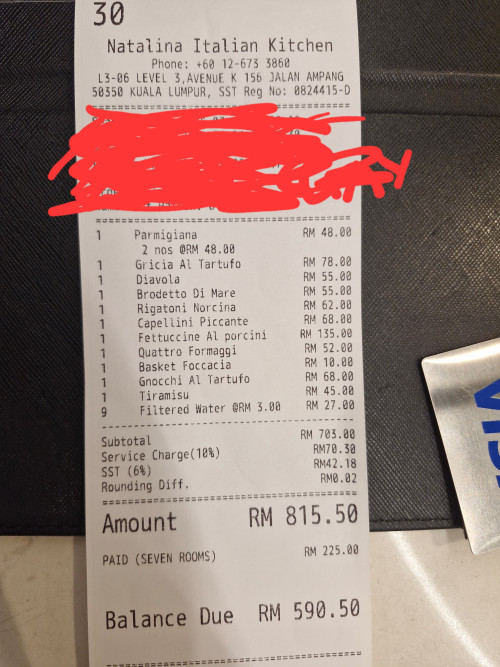 30
Natalina Italian Kitchen
Phone: +60 12-673 3860
L3-06 LEVEL 3,AVENUE K 156 JALAN AMPANG
50350 KUALA LUMPUR, SST Reg No: 0824415-D
1 Parmigiana RM 48.00
2 nos @RM 48.00
1 Gricia Al Tartufo RM 78.00
1 Diavola RM 55.00
1 Brodetto Di Mare RM 55.00
1 Rigatoni Norcina RM 62.00
1 Capellini Piccante RM 68.00
1 Fettuccine Al porcini RM 135.00
1 Quattro Formaggi RM 52.00
1 Basket Foccacia RM 10.00
1 Gnocchi Al Tartufo RM 68.00
1 Tiramisu RM 45.00
9 Filtered Water @RM 3.00 RM 27.00
Subtotal RM 703.00
Service Charge(10%) RM70.30
SST (6%) RM42.18
Rounding Diff. RM0.02
Amount RM 815.50
PAID (SEVEN ROOMS) RM 225.00
Balance Due RM 590.50